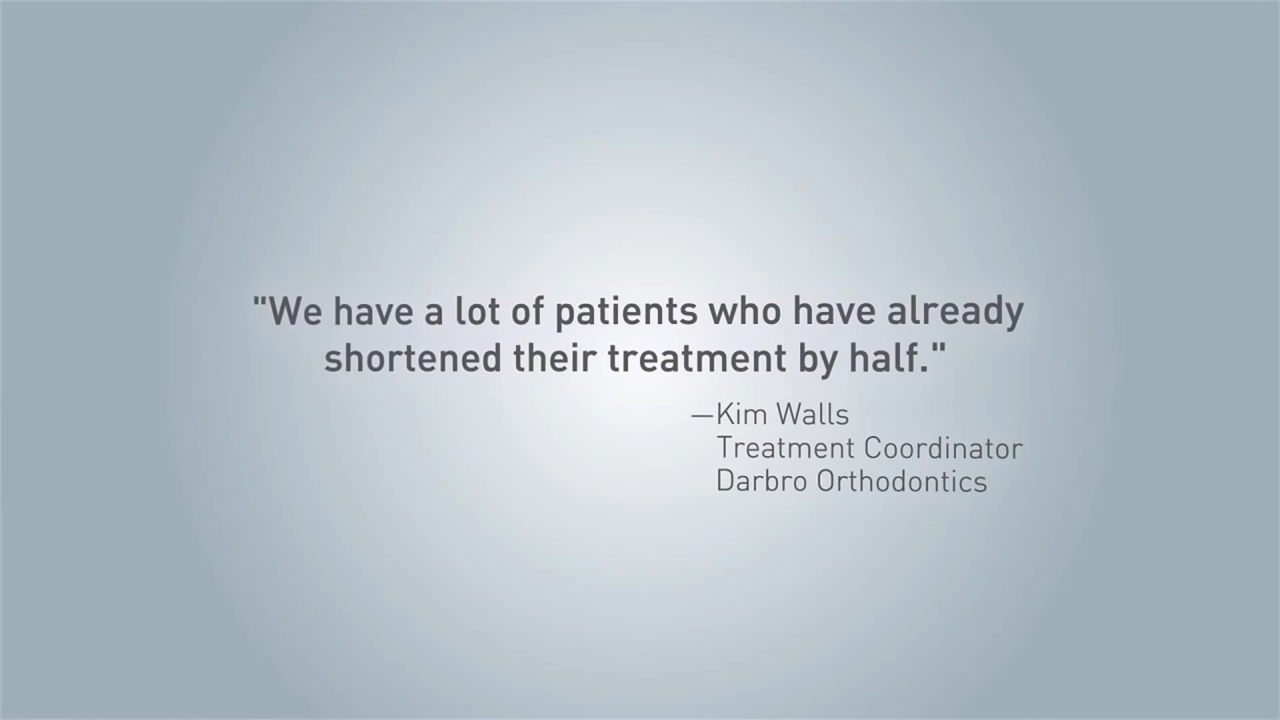 "We have a lot of patients who have already
shortened their treatment by half."
—Kim Walls
Treatment Coordinator
Darbro Orthodontics